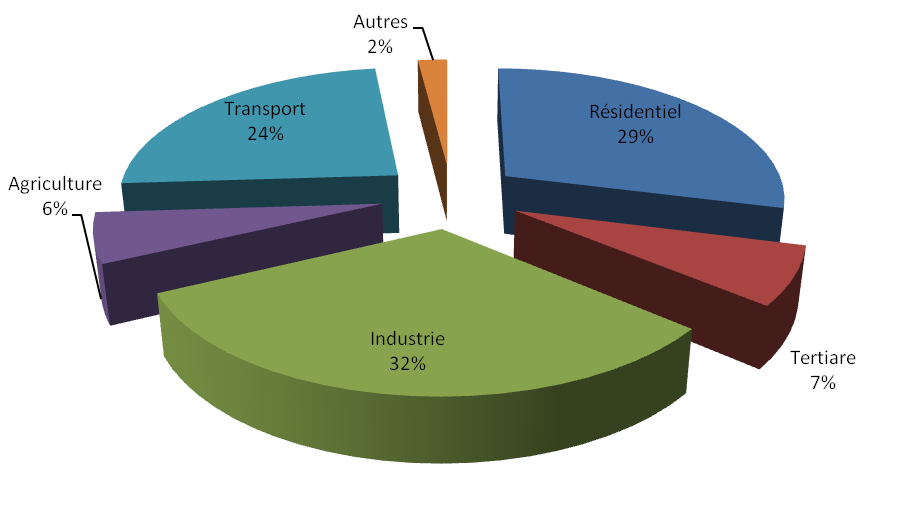 Autres
2%
Résidentiel
29%
Transport
24%
Agriculture
6%
Industrie
32%
Tertiare
7%